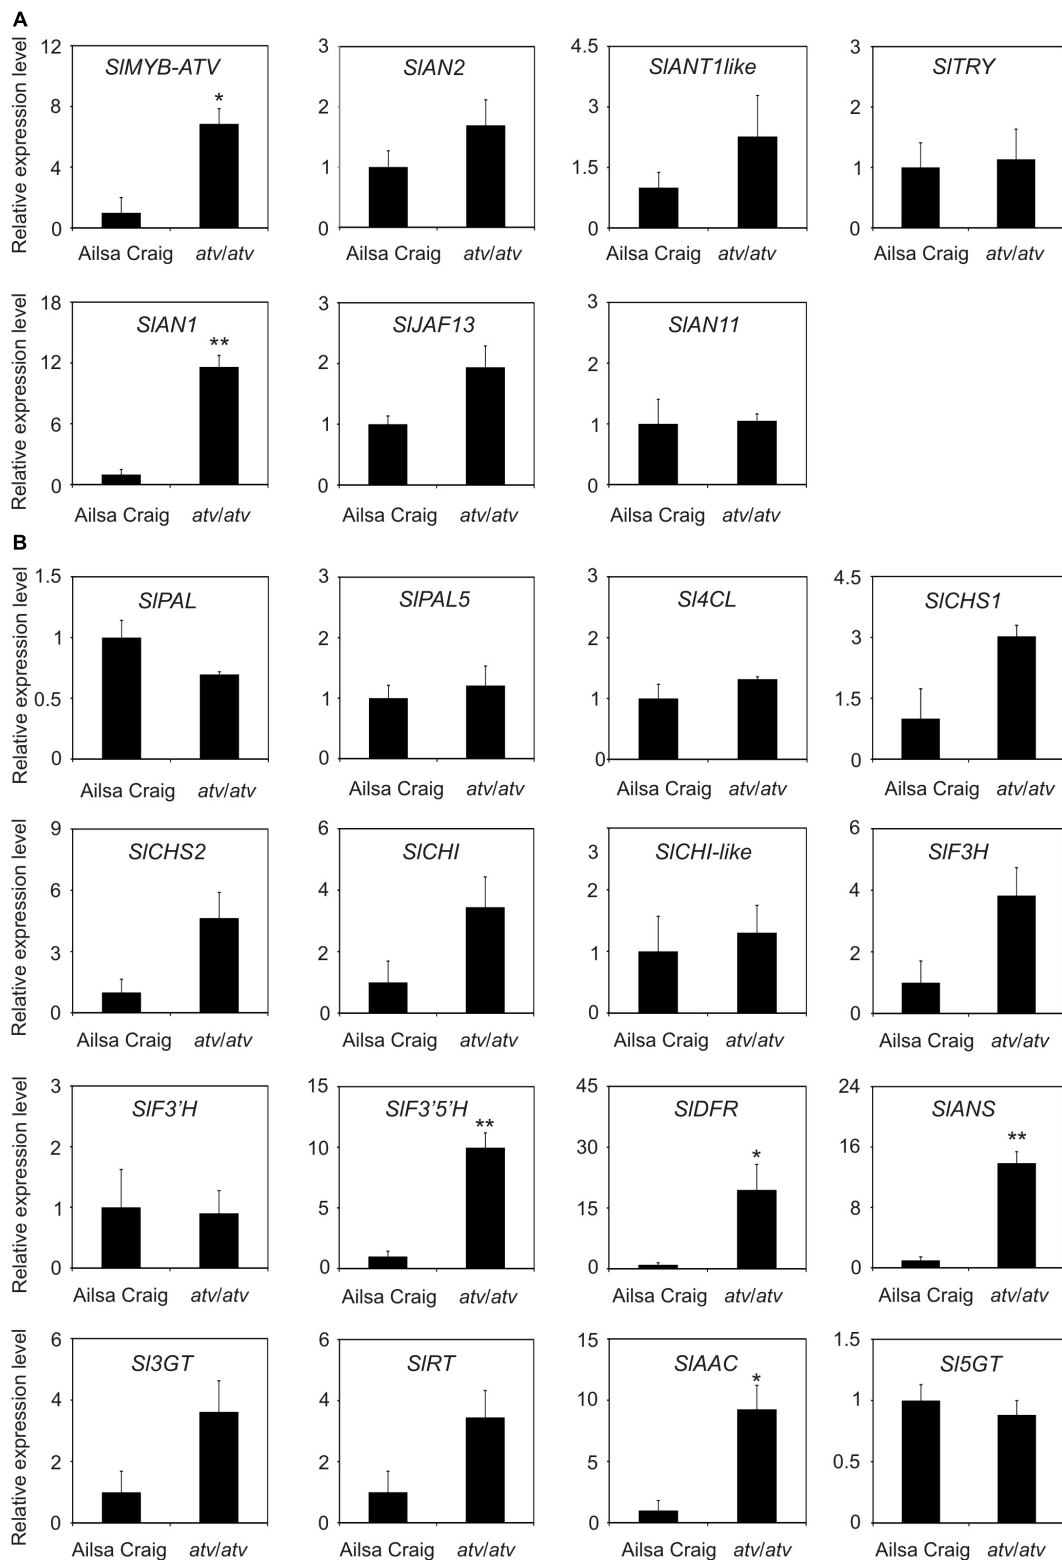 A
SlMYB-ATV SlAN2 SlANT1like SlTRY
Relative expression level
12 8 4 0
3 2 1 0
4.5 3 1.5 0
3 2 1 0
*
Ailsa Craig atv/atv Ailsa Craig atv/atv Ailsa Craig atv/atv Ailsa Craig atv/atv
SlAN1 SlJAF13 SlAN11
Relative expression level
18 12 6 0
3 2 1 0
3 2 1 0
**
Ailsa Craig atv/atv Ailsa Craig atv/atv Ailsa Craig atv/atv
B
SlPAL SlPAL5 Sl4CL SlCHS1
Relative expression level
1.5 1 0.5 0
3 2 1 0
3 2 1 0
4.5 3 1.5 0
Ailsa Craig atv/atv Ailsa Craig atv/atv Ailsa Craig atv/atv Ailsa Craig atv/atv
SlCHS2 SlCHI SlCHI-like SlF3H
Relative expression level
9 6 3 0
6 4 2 0
3 2 1 0
6 4 2 0
Ailsa Craig atv/atv Ailsa Craig atv/atv Ailsa Craig atv/atv Ailsa Craig atv/atv
SlF3’H SlF3’5’H SlDFR SlANS
Relative expression level
3 2 1 0
15 10 5 0
45 30 15 0
24 16 8 0
** * **
Ailsa Craig atv/atv Ailsa Craig atv/atv Ailsa Craig atv/atv Ailsa Craig atv/atv
Sl3GT SlRT SlAAC Sl5GT
Relative expression level
6 4 2 0
6 4 2 0
15 10 5 0
1.5 1 0.5 0
*
Ailsa Craig atv/atv Ailsa Craig atv/atv Ailsa Craig atv/atv Ailsa Craig atv/atv